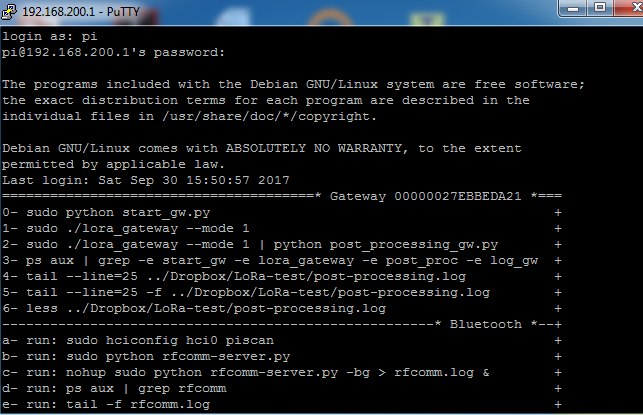 192.168.200.1 - PuTTY
login as: pi
pi@192.168.200.1's password:
The programs included with the Debian GNU/Linux system are free software;
the exact distribution terms for each program are described in the
individual files in /usr/share/doc/*/copyright.
Debian GNU/Linux comes with ABSOLUTELY NO WARRANTY, to the extent
permitted by applicable law.
Last login: Sat Sep 30 15:50:57 2017
=======================================* Gateway 00000027EBBEDA21 *===
0- sudo python start_gw.py +
1- sudo ./lora_gateway --mode 1 +
2- sudo ./lora_gateway --mode 1 | python post_processing_gw.py +
3- ps aux | grep -e start_gw -e lora_gateway -e post_proc -e log_gw +
4- tail --line=25 ../Dropbox/LoRa-test/post-processing.log +
5- tail --line=25 -f ../Dropbox/LoRa-test/post-processing.log +
6- less ../Dropbox/LoRa-test/post-processing.log +
------------------------------------------------------* Bluetooth *--+
a- run: sudo hciconfig hci0 piscan +
b- run: sudo python rfcomm-server.py +
c- run: nohup sudo python rfcomm-server.py -bg > rfcomm.log & +
d- run: ps aux | grep rfcomm +
e- run: tail -f rfcomm.log +